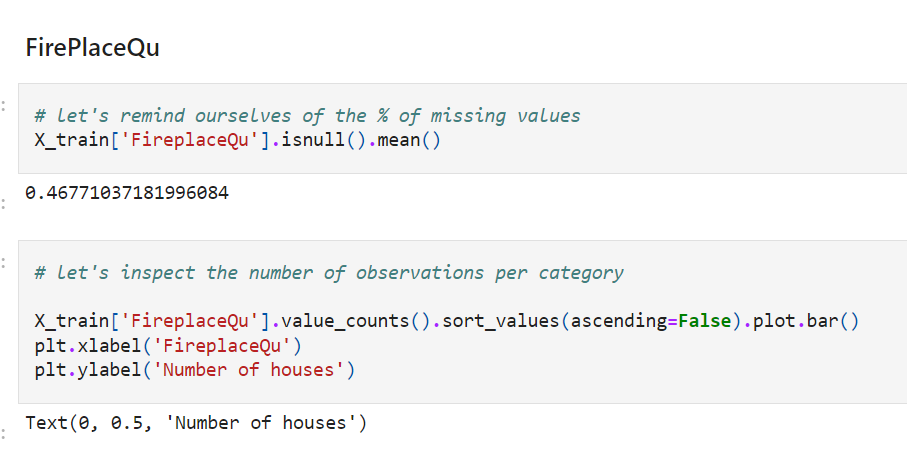 FirePlaceQu
# let's remind ourselves of the % of missing values
X_train['FireplaceQu'].isnull().mean()
0.46771037181996084
# let's inspect the number of observations per category
X_train['FireplaceQu'].value_counts().sort_values(ascending=False).plot.bar()
plt.xlabel('FireplaceQu')
plt.ylabel('Number of houses')
Text(0, 0.5, 'Number of houses')